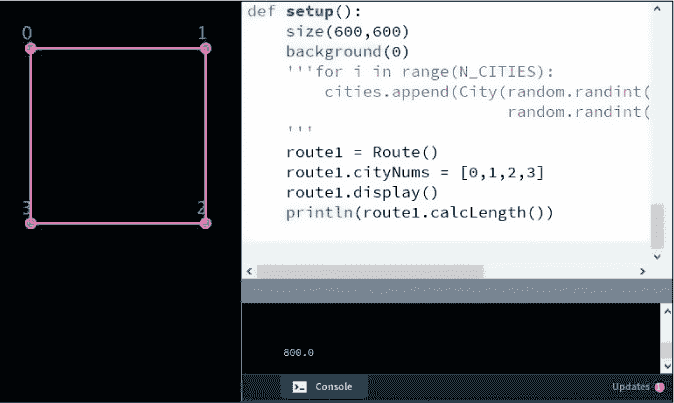 0 1
3 2
def setup():
    size(600,600)
    background(0)
    '''for i in range(N_CITIES):
        cities.append(City(random.randint(
                           random.randint(
    '''
    route1 = Route()
    route1.cityNums = [0,1,2,3]
    route1.display()
    println(route1.calcLength())
800.0
Console
Updates 1